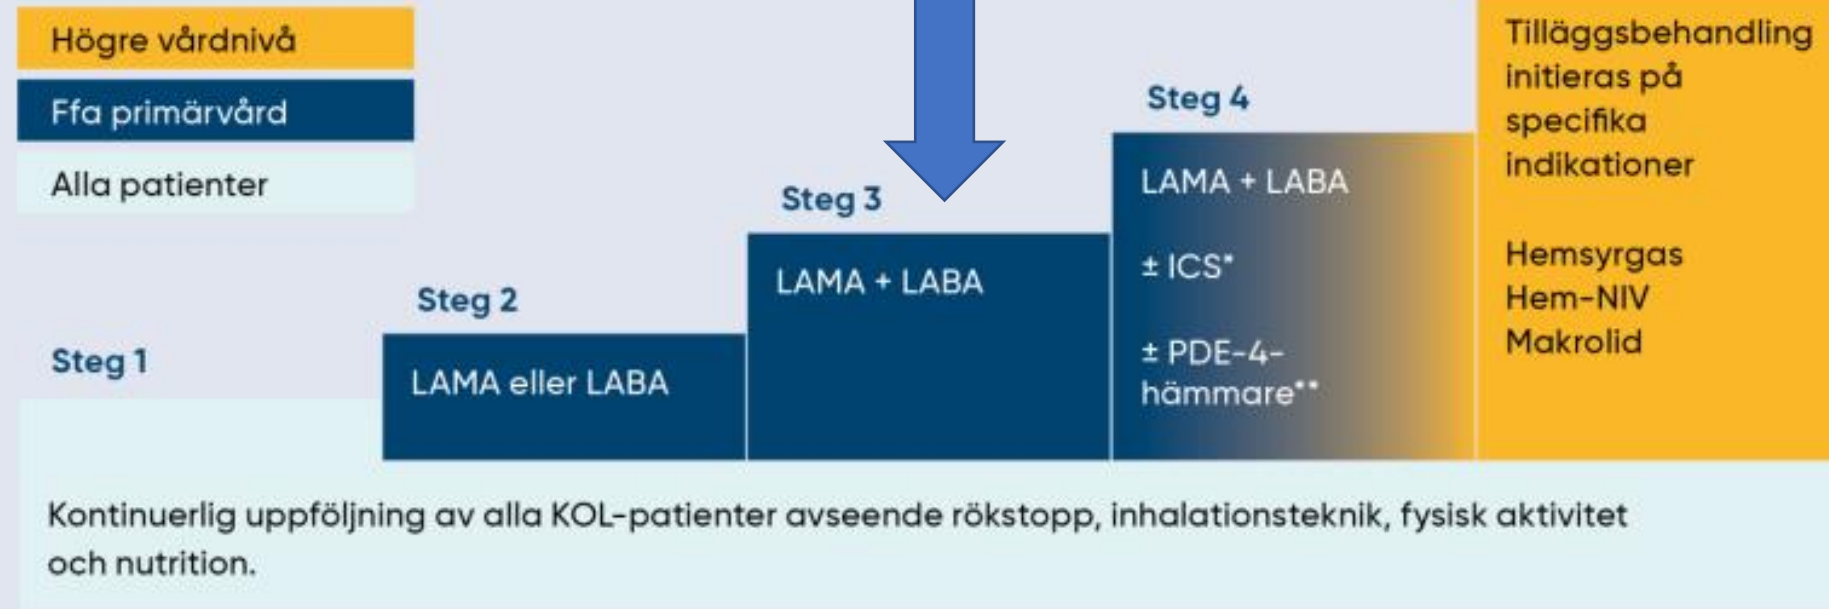 Högre vårdnivå
Ffa primärvård
Alla patienter
Steg 1
Steg 2
LAMA eller LABA
Steg 3
LAMA + LABA
Steg 4
LAMA + LABA
± ICS*
± PDE-4-
hämmare**
Tilläggsbehandling
initieras på
specifika
indikationer
Hemsyrgas
Hem-NIV
Makrolid
Kontinuerlig uppföljning av alla KOL-patienter avseende rökstopp, inhalationsteknik, fysisk aktivitet
och nutrition.